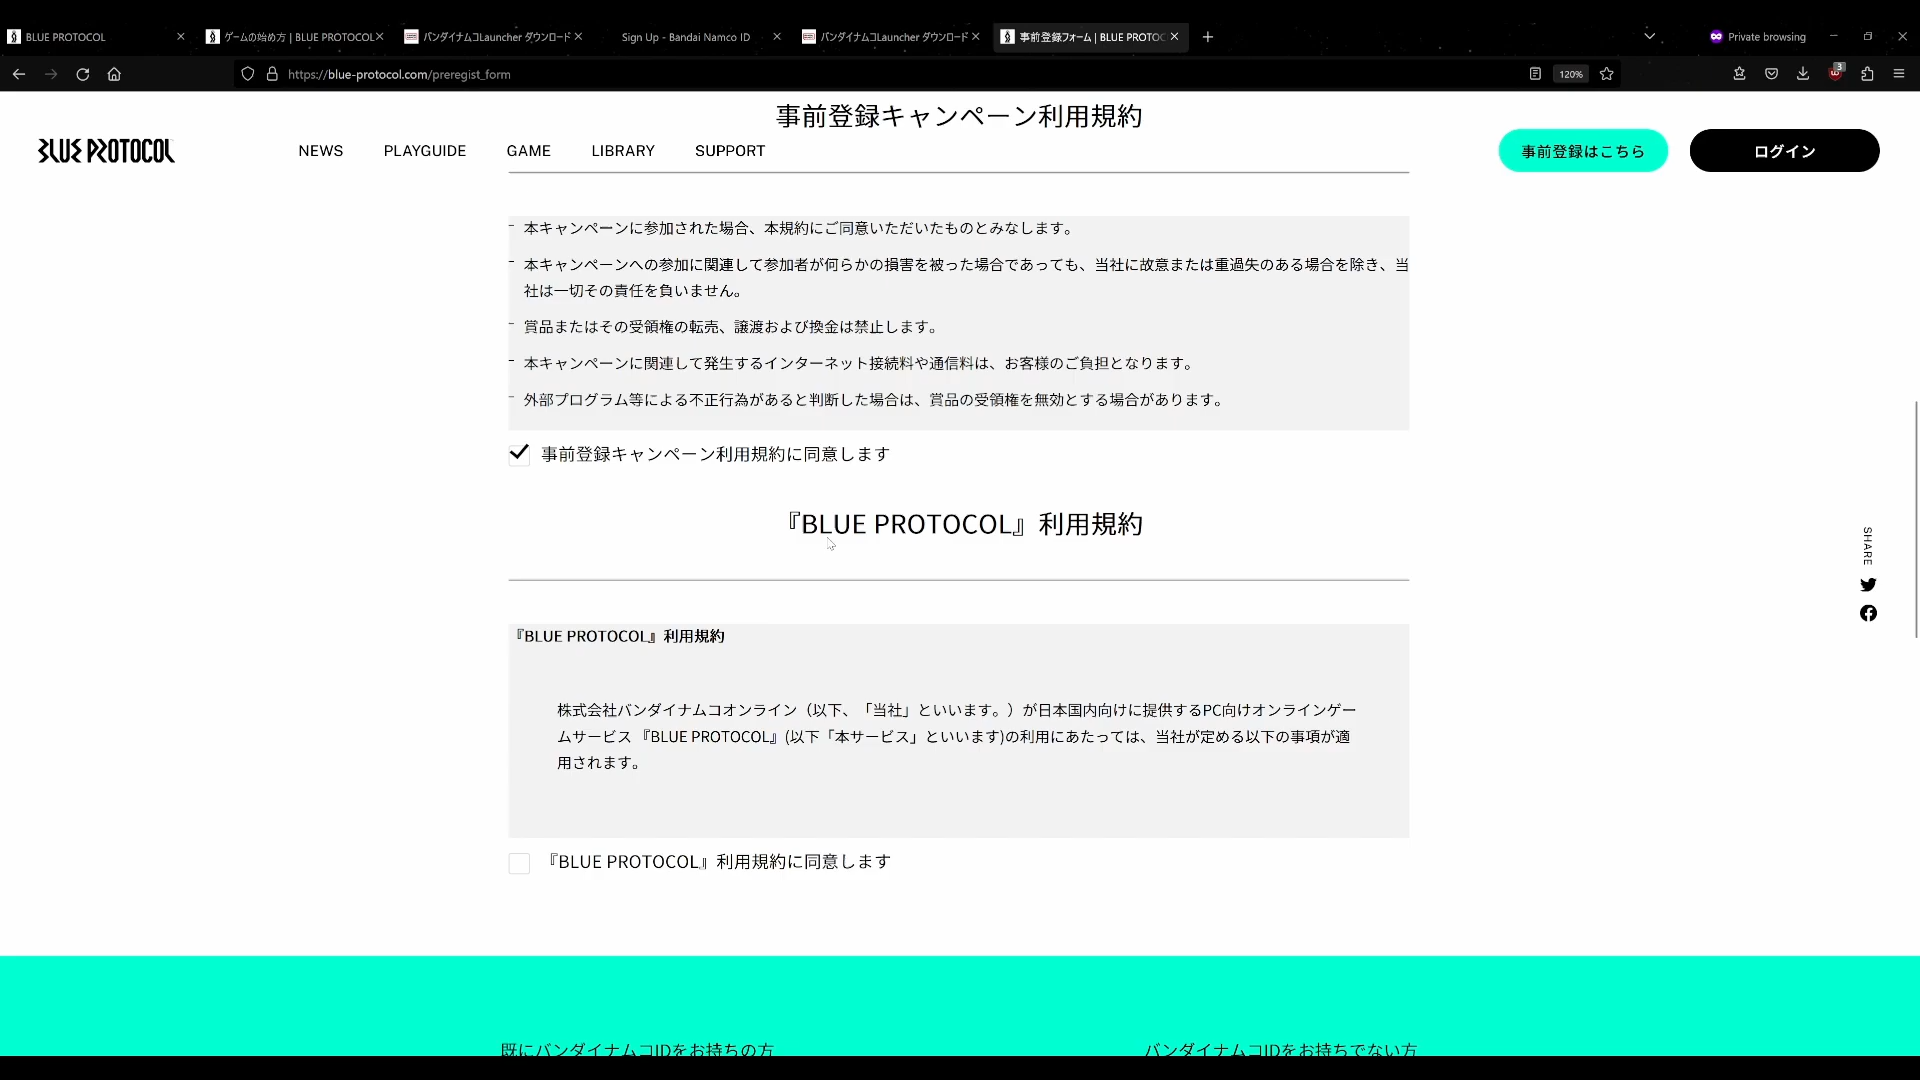 BLUE PROTOCOL
ゲームの始め方 | BLUE PROTOCOL
バンダイナムコLauncher ダウンロード
Sign Up - Bandai Namco ID
バンダイナムコLauncher ダウンロード
事前登録フォーム | BLUE PROTOC
Private browsing
https://blue-protocol.com/preregist_form
120%
3
事前登録キャンペーン利用規約
BLUE PROTOCOL
NEWS
PLAYGUIDE
GAME
LIBRARY
SUPPORT
事前登録はこちら
ログイン
- 本キャンペーンに参加された場合、本規約にご同意いただいたものとみなします。
- 本キャンペーンへの参加に関連して参加者が何らかの損害を被った場合であっても、当社に故意または重過失のある場合を除き、当
社は一切その責任を負いません。
- 賞品またはその受領権の転売、譲渡および換金は禁止します。
- 本キャンペーンに関連して発生するインターネット接続料や通信料は、お客様のご負担となります。
- 外部プログラム等による不正行為があると判断した場合は、賞品の受領権を無効とする場合があります。
事前登録キャンペーン利用規約に同意します
『BLUE PROTOCOL』利用規約
SHARE
『BLUE PROTOCOL』利用規約
株式会社バンダイナムコオンライン（以下、「当社」といいます。）が日本国内向けに提供するPC向けオンラインゲー
ムサービス『BLUE PROTOCOL』(以下「本サービス」といいます)の利用にあたっては、当社が定める以下の事項が適
用されます。
『BLUE PROTOCOL』利用規約に同意します
既にバンダイナムコIDをお持ちの方
バンダイナムコIDをお持ちでない方